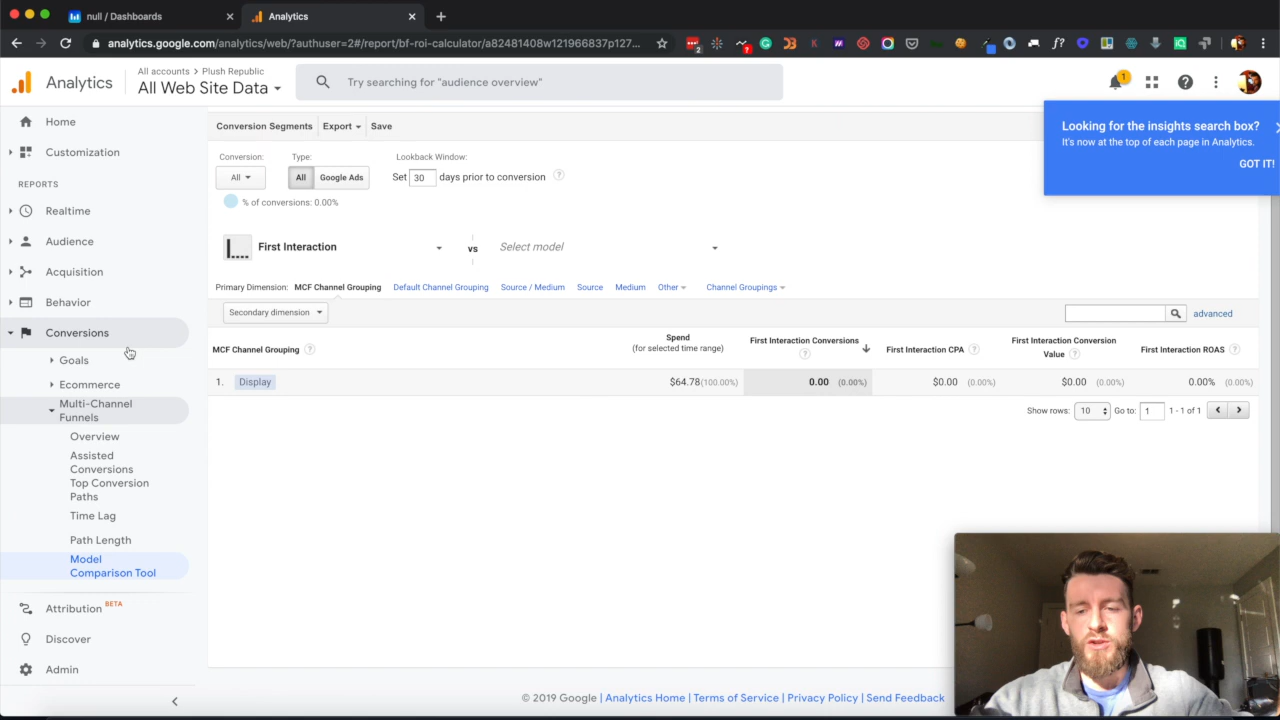 null / Dashboards
Analytics
analytics.google.com/analytics/web/?authuser=2#/report/bf-roi-calculator/a82481408w121966837p127...
Analytics
All accounts > Plush Republic
All Web Site Data
Try searching for "audience overview"
1
Looking for the insights search box?
It's now at the top of each page in Analytics.
GOT IT!
Home
Customization
REPORTS
Realtime
Audience
Acquisition
Behavior
Conversions
Goals
Ecommerce
Multi-Channel
Funnels
Overview
Assisted
Conversions
Top Conversion
Paths
Time Lag
Path Length
Model
Comparison Tool
Attribution BETA
Discover
Admin
Conversion Segments Export Save
Conversion: Type: Lookback Window:
All All Google Ads Set 30 days prior to conversion ?
% of conversions: 0.00%
First Interaction vs Select model
Primary Dimension: MCF Channel Grouping Default Channel Grouping Source / Medium Source Medium Other Channel Groupings
Secondary dimension advanced
MCF Channel Grouping ? Spend (for selected time range) First Interaction Conversions ? First Interaction CPA ? First Interaction Conversion Value ? First Interaction ROAS ?
1. Display $64.78(100.00%) 0.00 (0.00%) $0.00 (0.00%) $0.00 (0.00%) 0.00% (0.00%)
Show rows: 10 Go to: 1 1 - 1 of 1
© 2019 Google | Analytics Home | Terms of Service | Privacy Policy | Send Feedback